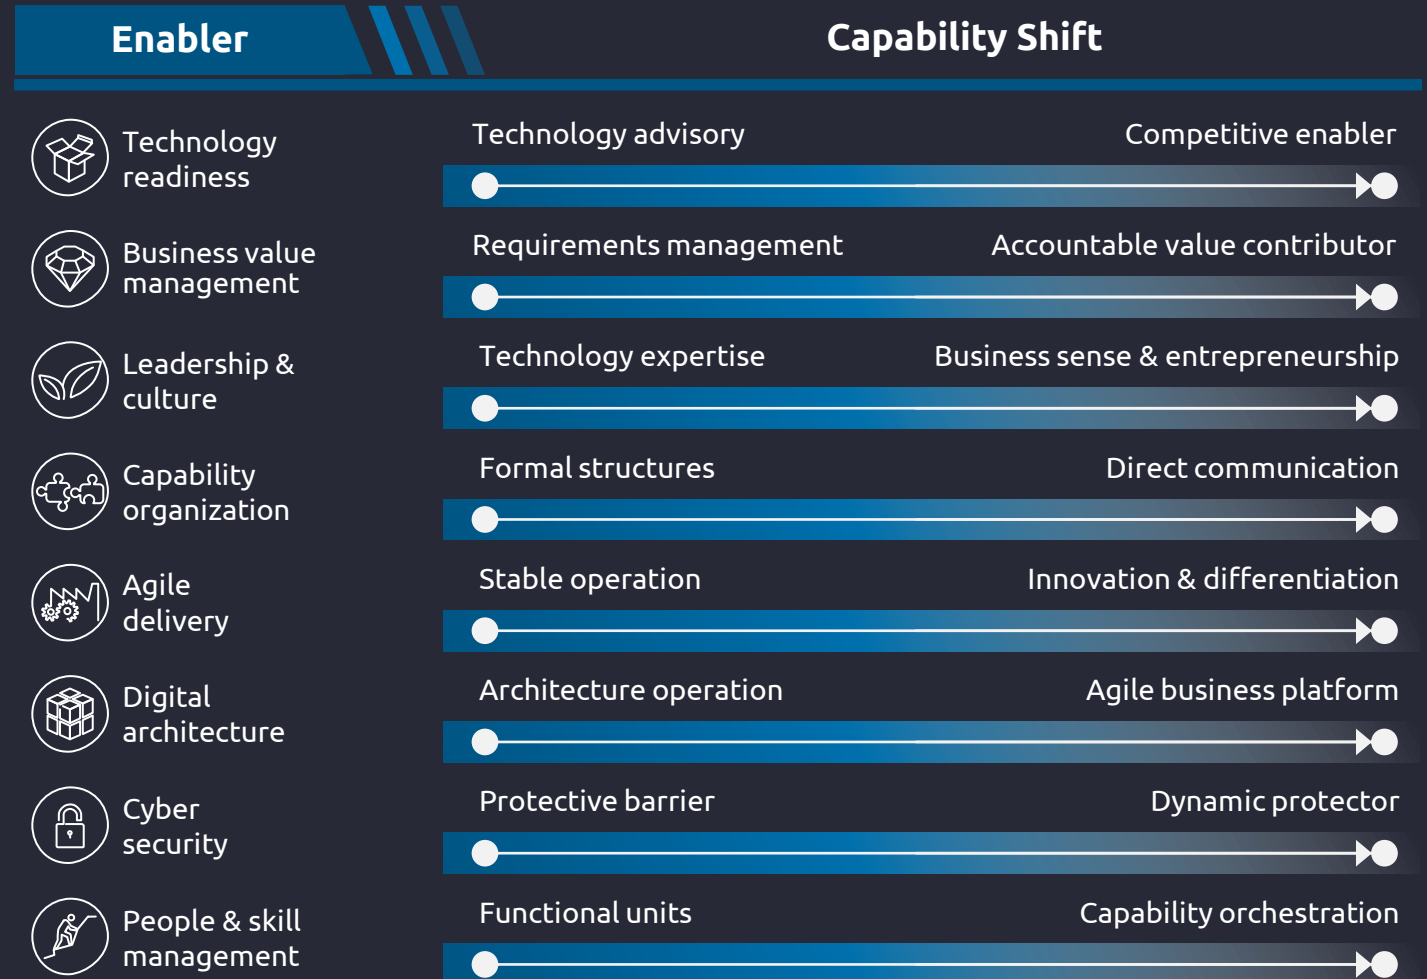 Enabler
Capability Shift
Technology
readiness
Technology advisory
Competitive enabler
Business value
management
Requirements management
Accountable value contributor
Leadership &
culture
Technology expertise
Business sense & entrepreneurship
Capability
organization
Formal structures
Direct communication
Agile
delivery
Stable operation
Innovation & differentiation
Digital
architecture
Architecture operation
Agile business platform
Cyber
security
Protective barrier
Dynamic protector
People & skill
management
Functional units
Capability orchestration